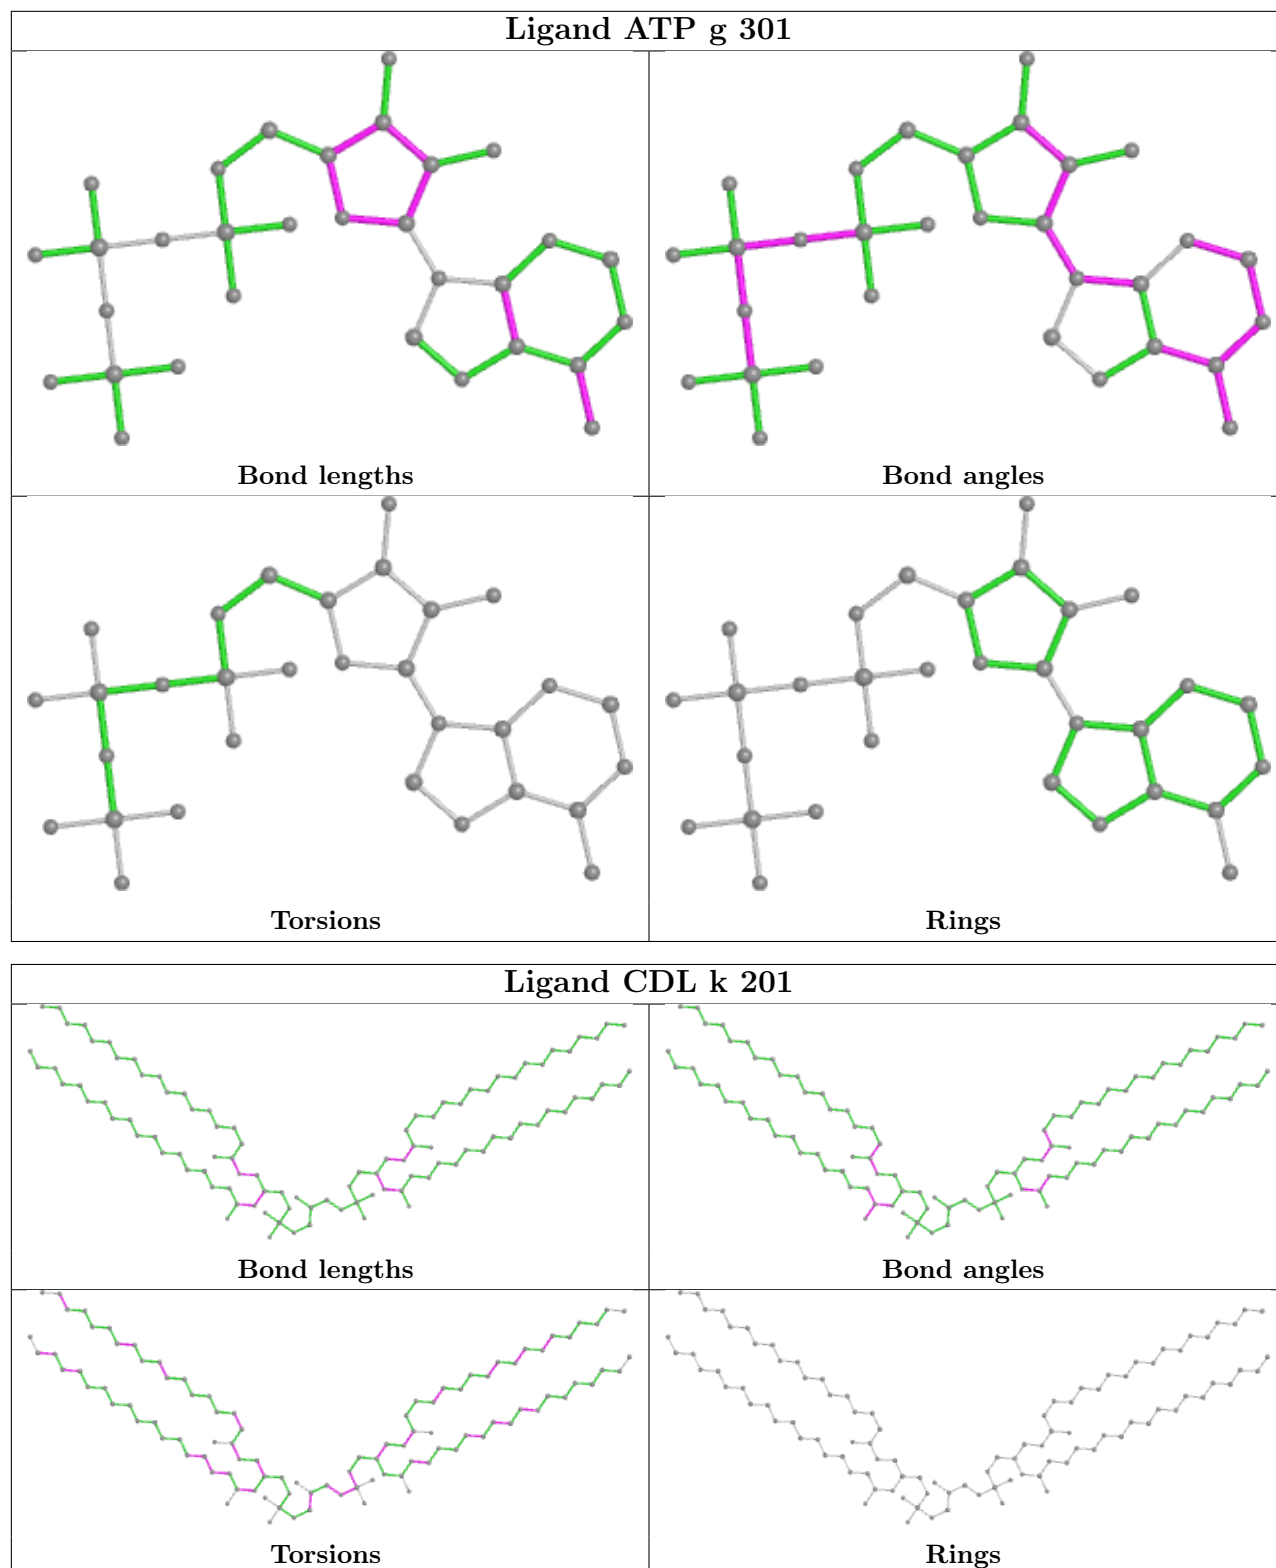 Ligand ATP g 301
Bond lengths
Bond angles
Torsions
Rings
Ligand CDL k 201
Bond lengths
Bond angles
Torsions
Rings